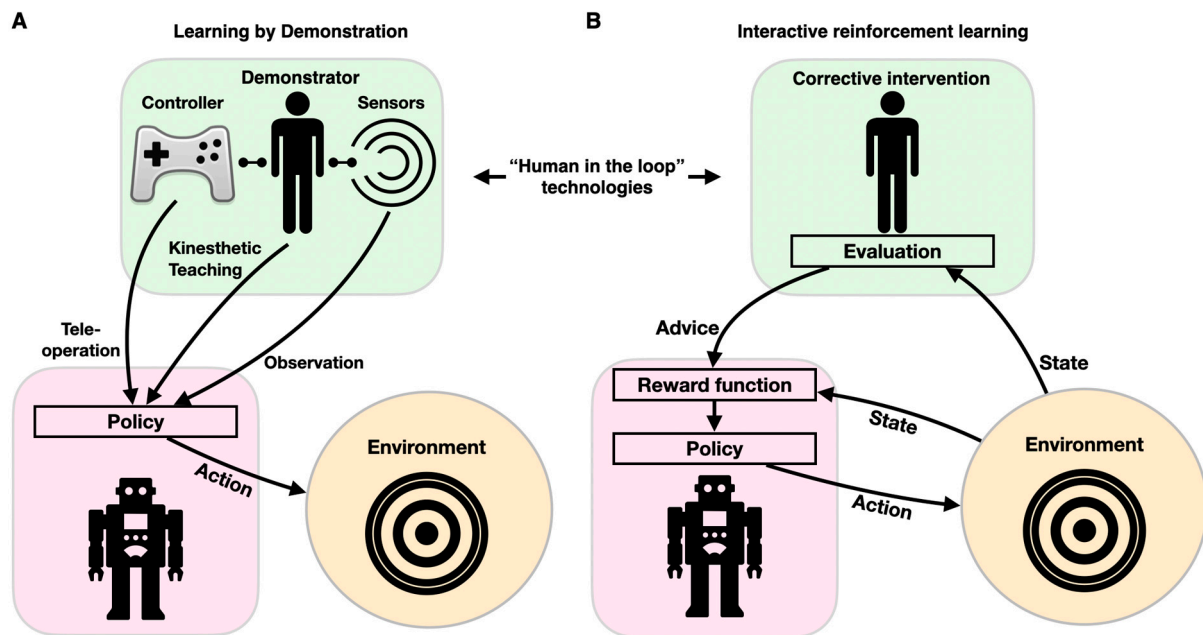 A
Learning by Demonstration
Demonstrator
Controller
Sensors
Kinesthetic
Teaching
Tele-
operation
Observation
Policy
Action
Environment
“Human in the loop”
technologies
B
Interactive reinforcement learning
Corrective intervention
Evaluation
Advice
State
Reward function
State
Policy
Action
Environment